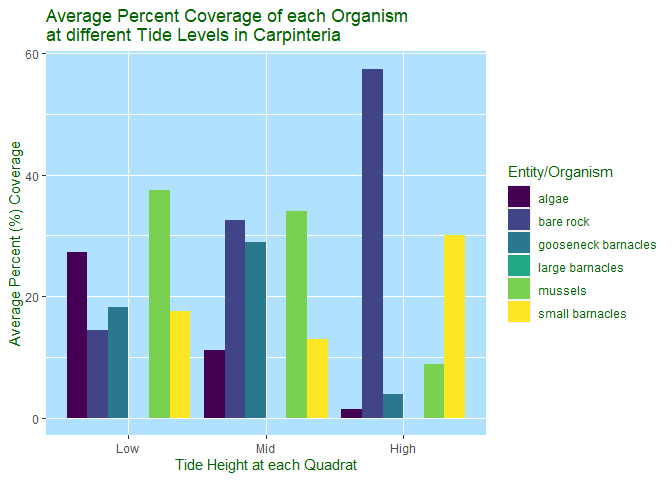 Average Percent Coverage of each Organism
at different Tide Levels in Carpinteria
60
40
20
0
Average Percent (%) Coverage
Low
Mid
High
Tide Height at each Quadrat
Entity/Organism
algae
bare rock
gooseneck barnacles
large barnacles
mussels
small barnacles